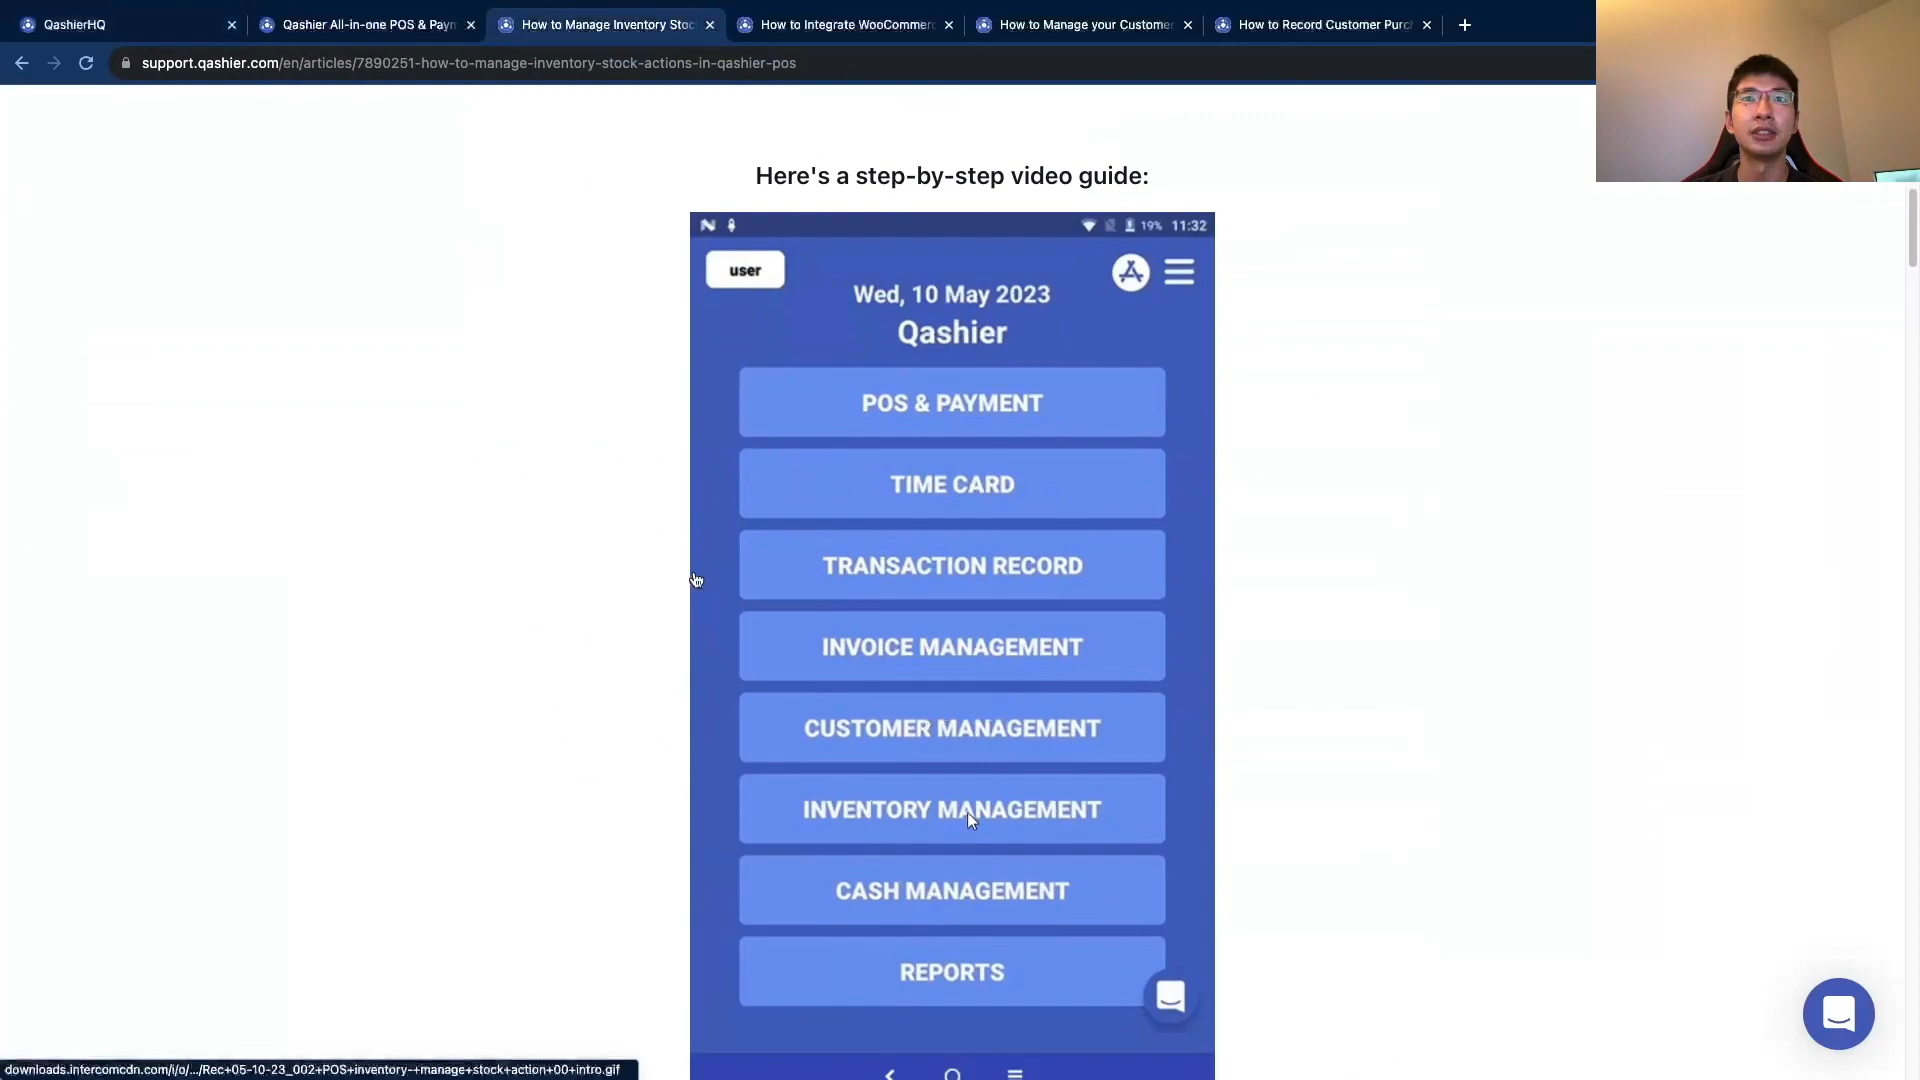 QashierHQ
Qashier All-in-one POS & Paym
How to Manage Inventory Stoc
How to Integrate WooCommerc
How to Manage your Customer
How to Record Customer Purc
support.qashier.com/en/articles/7890251-how-to-manage-inventory-stock-actions-in-qashier-pos
Here's a step-by-step video guide:
19% 11:32
user
Wed, 10 May 2023
Qashier
POS & PAYMENT
TIME CARD
TRANSACTION RECORD
INVOICE MANAGEMENT
CUSTOMER MANAGEMENT
INVENTORY MANAGEMENT
CASH MANAGEMENT
REPORTS
downloads.intercomcdn.com/i/o/.../Rec+05-10-23_002+POS+inventory-+manage+stock+action+00+intro.gif